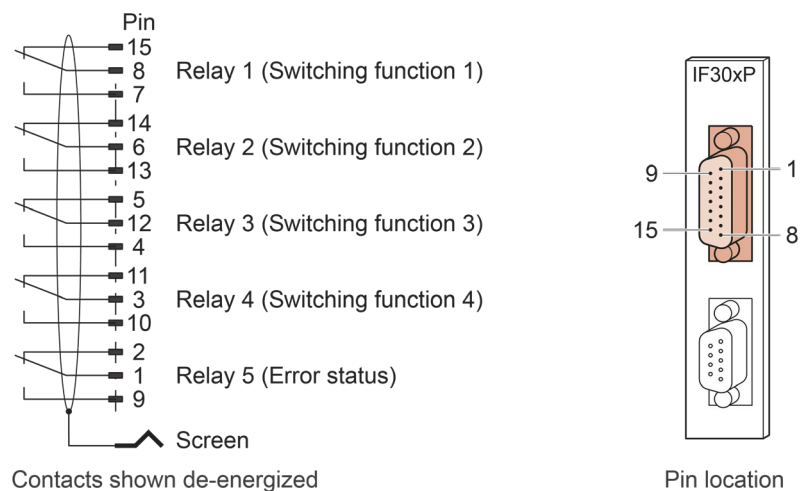 Pin
15
8 Relay 1 (Switching function 1)
7
14
6 Relay 2 (Switching function 2)
13
5
12 Relay 3 (Switching function 3)
4
11
3 Relay 4 (Switching function 4)
10
2
1 Relay 5 (Error status)
9
Screen
Contacts shown de-energized
IF30xP
9 1
15 8
Pin location